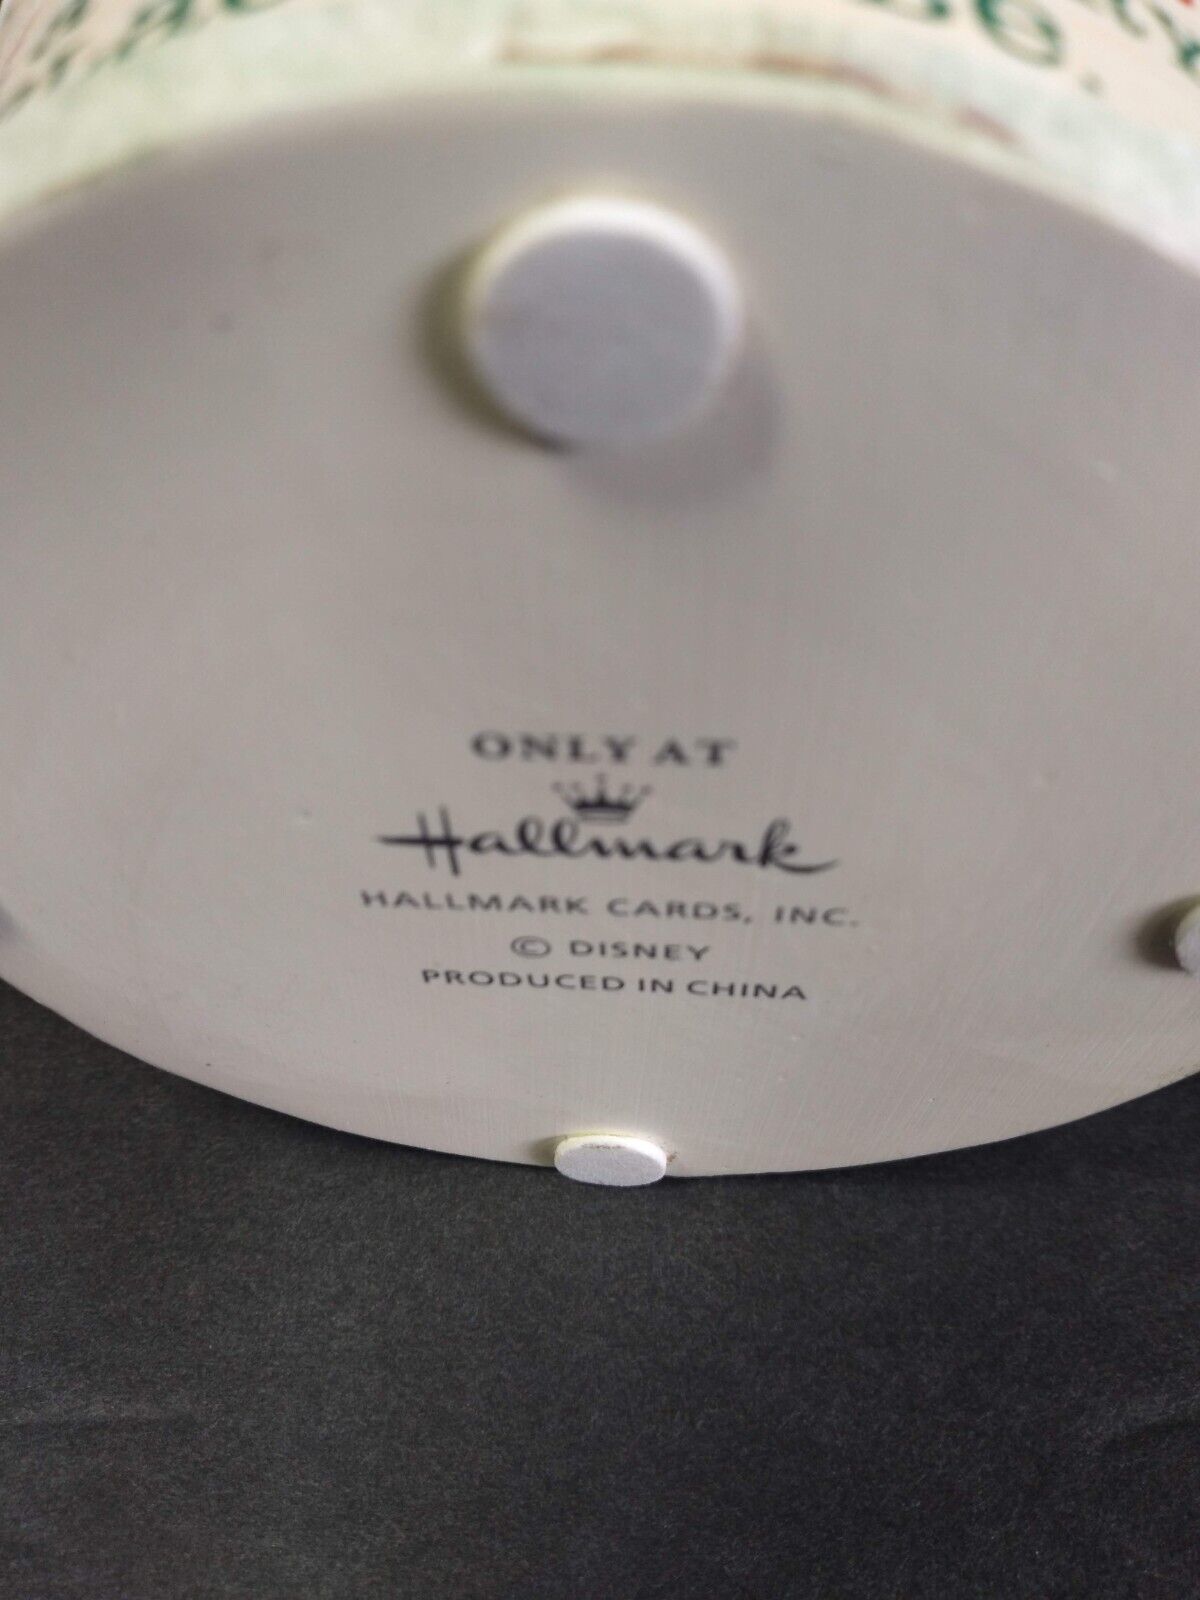 ONLY AT
Hallmark
HALLMARK CARDS, INC.
© DISNEY
PRODUCED IN CHINA